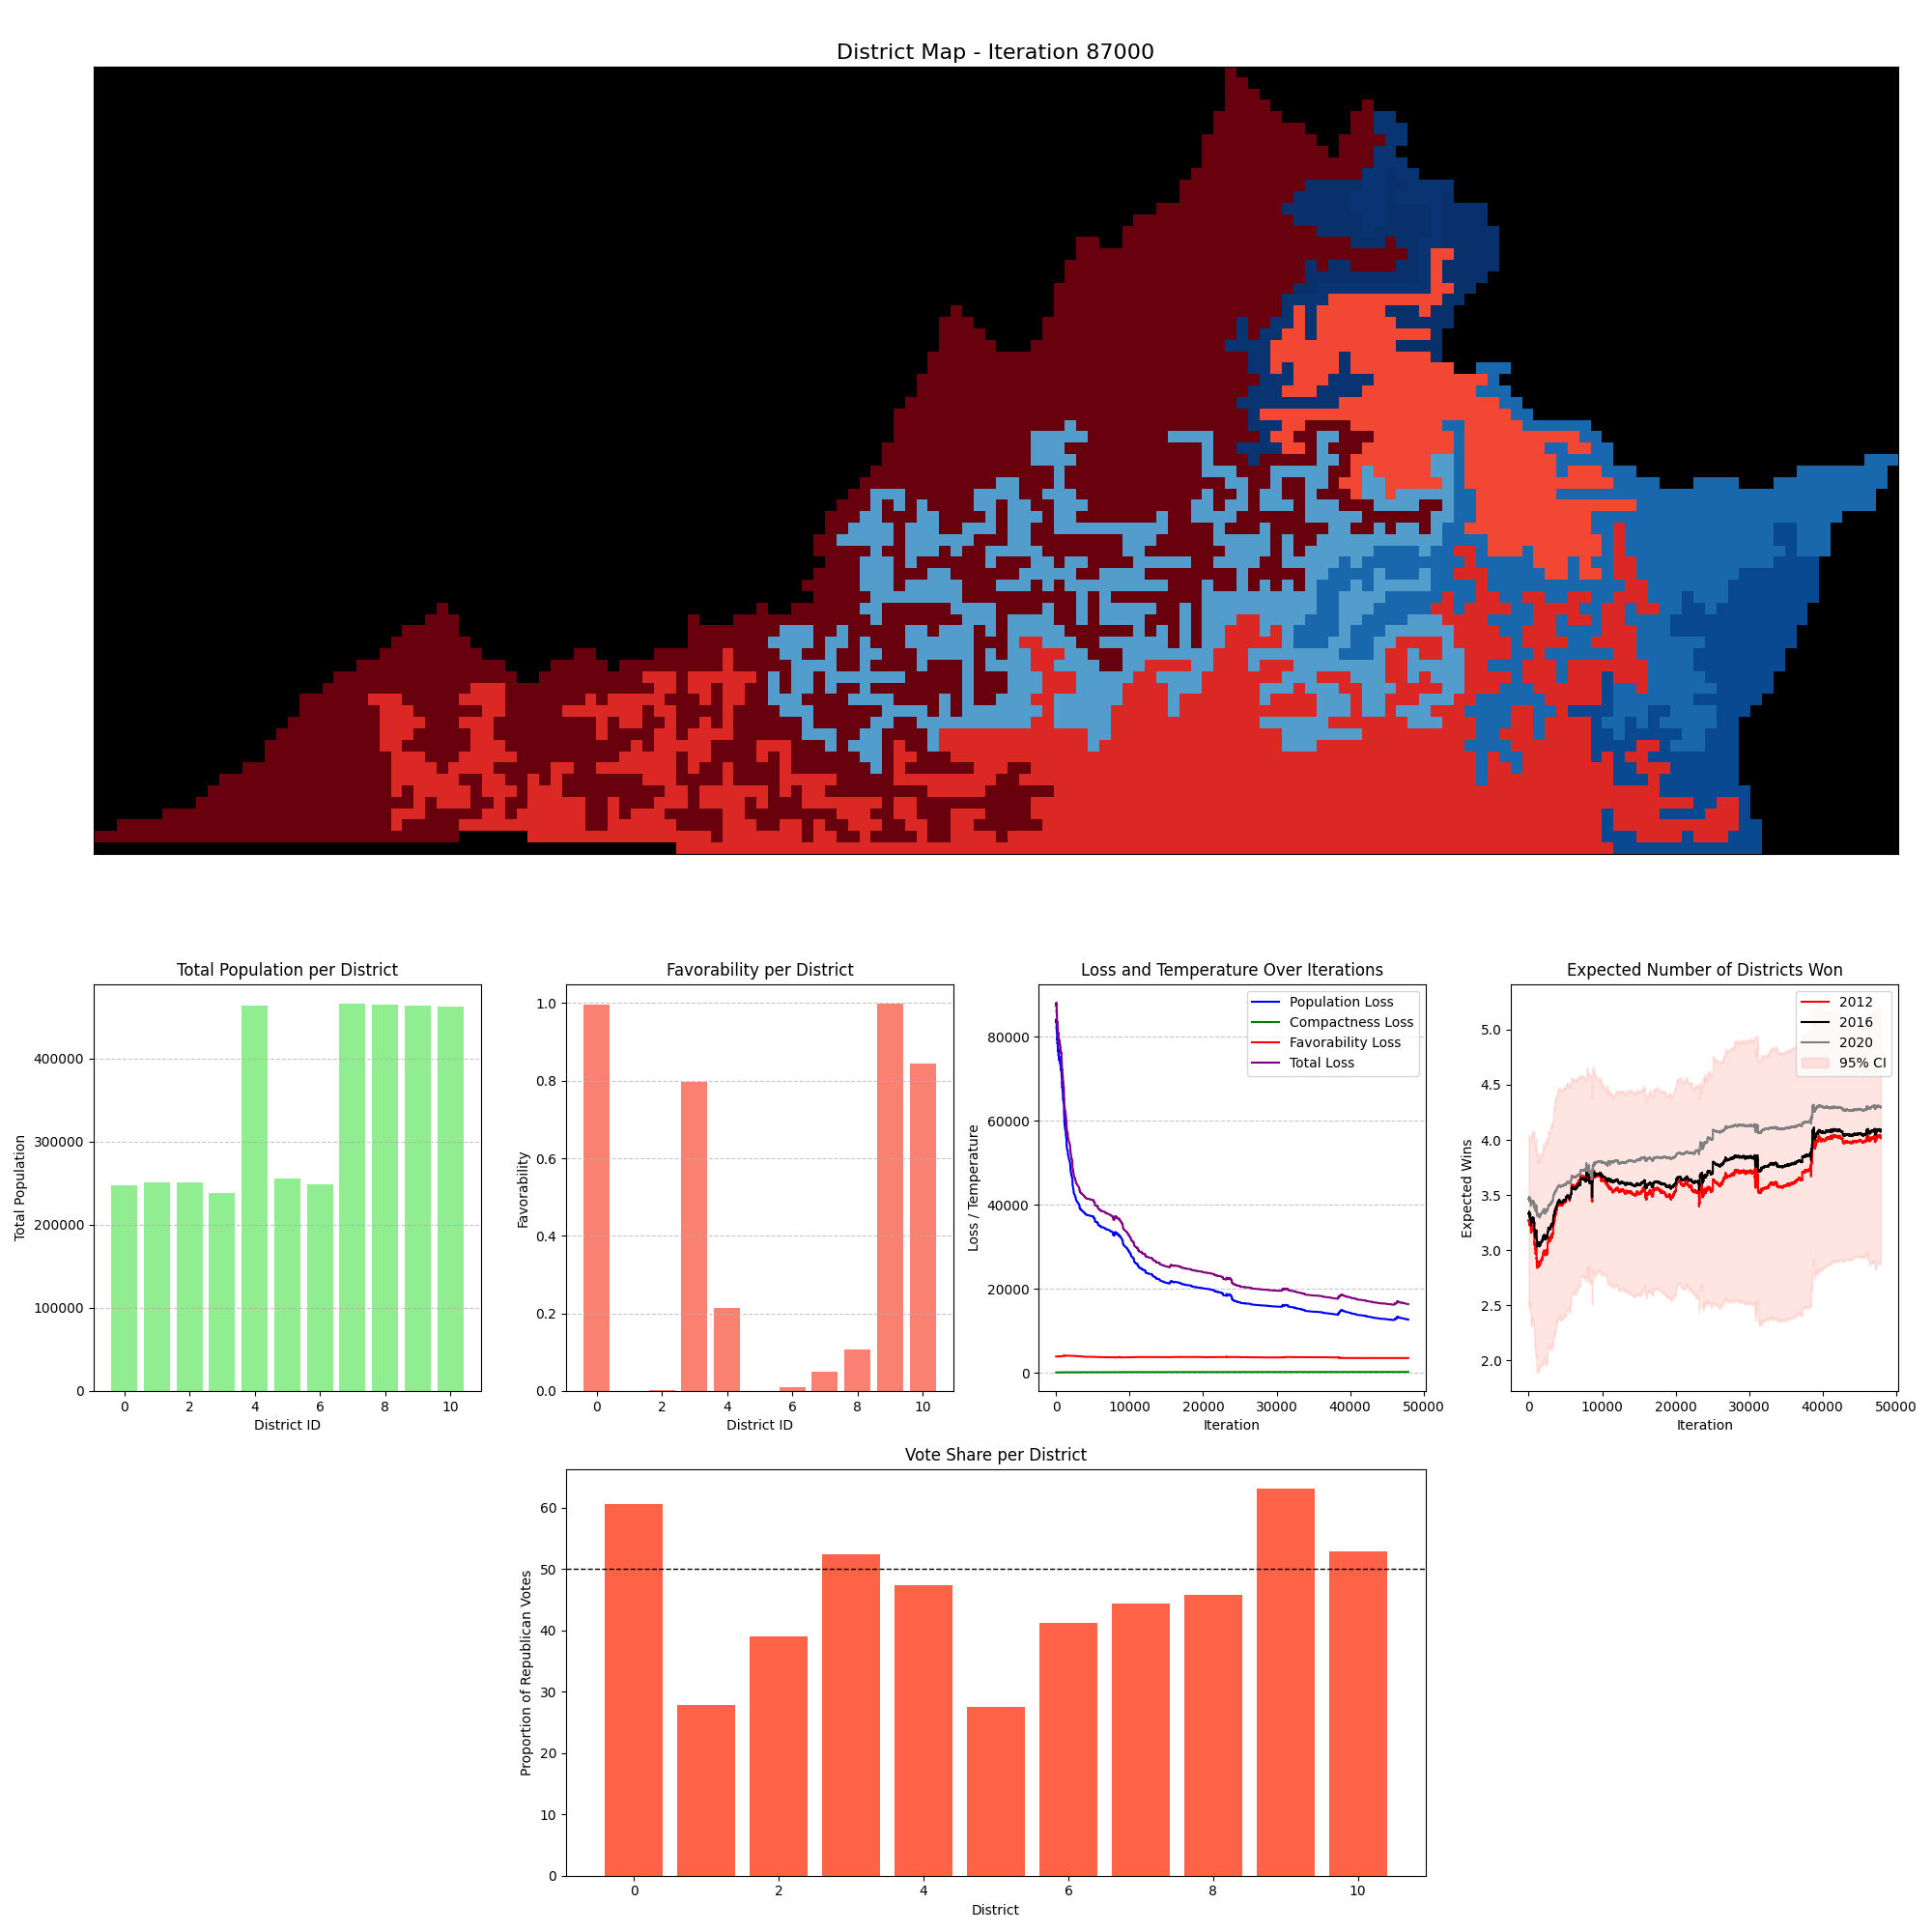 District Map - Iteration 87000
Total Population per District
Total Population
400000
300000
200000
100000
0
0 2 4 6 8 10
District ID
Favorability per District
Favorability
1.0
0.8
0.6
0.4
0.2
0.0
0 2 4 6 8 10
District ID
Loss and Temperature Over Iterations
Loss / Temperature
80000
60000
40000
20000
0
Population Loss
Compactness Loss
Favorability Loss
Total Loss
0 10000 20000 30000 40000 50000
Iteration
Expected Number of Districts Won
Expected Wins
5.0
4.5
4.0
3.5
3.0
2.5
2.0
2012
2016
2020
95% CI
0 10000 20000 30000 40000 50000
Iteration
Vote Share per District
Proportion of Republican Votes
60
50
40
30
20
10
0
0 2 4 6 8 10
District